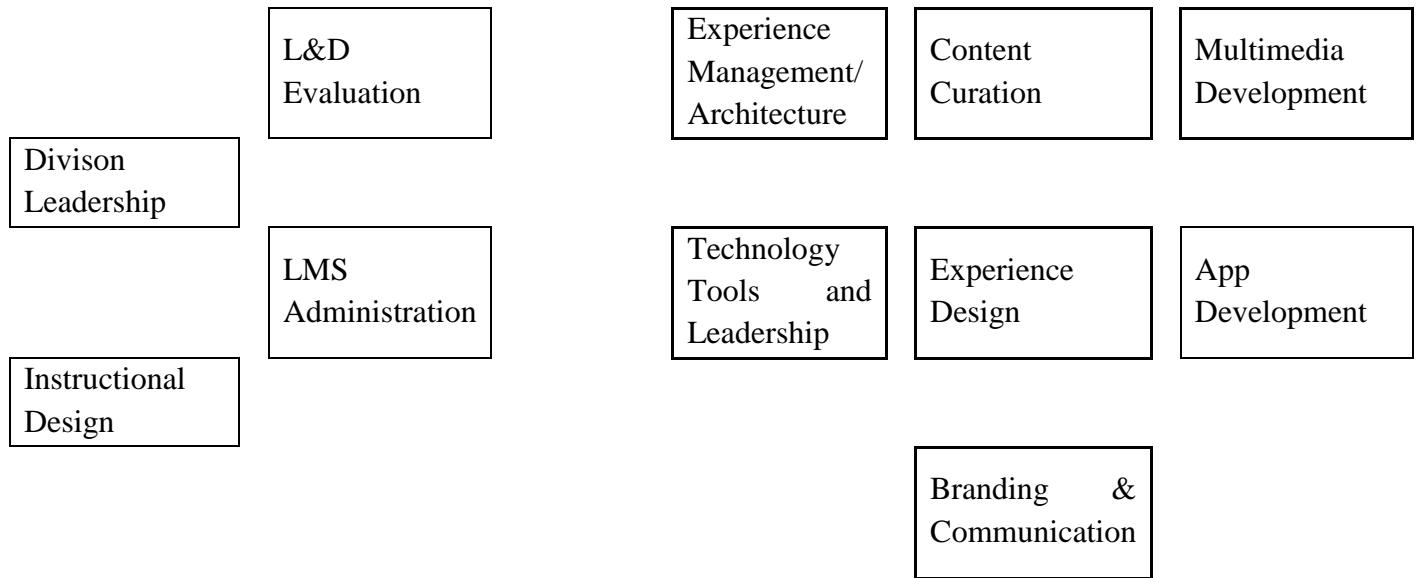 L&D
Evaluation
Experience
Management/
Architecture
Content
Curation
Multimedia
Development
Divison
Leadership
LMS
Administration
Technology
Tools and
Leadership
Experience
Design
App
Development
Instructional
Design
Branding &
Communication